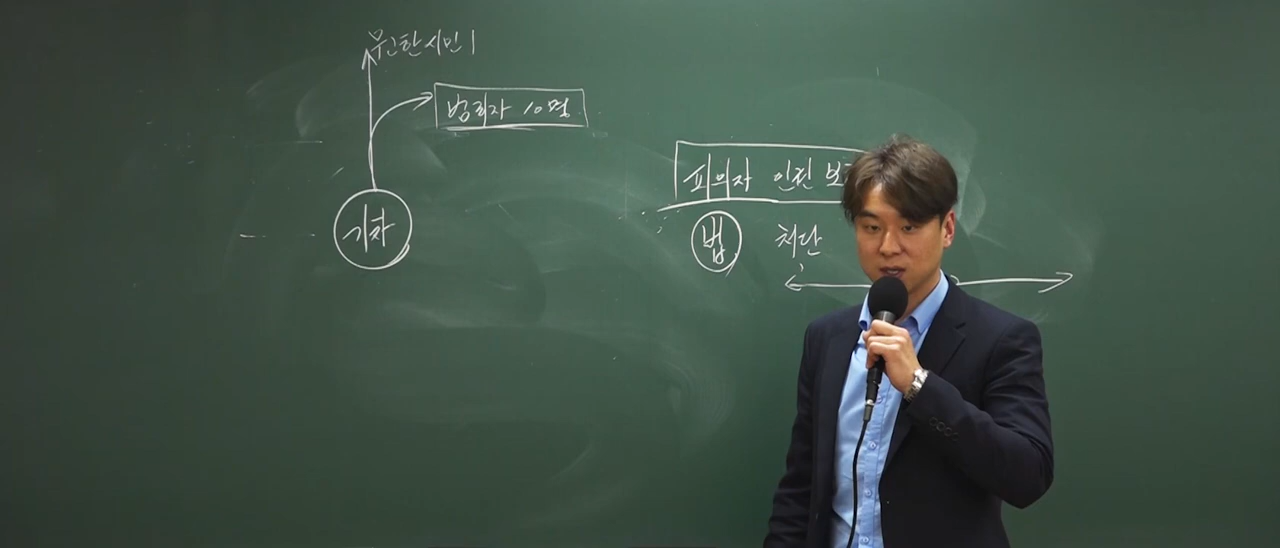 무고한 시민 1
범죄자 10명
기차
피의자 인권 보
법 처단